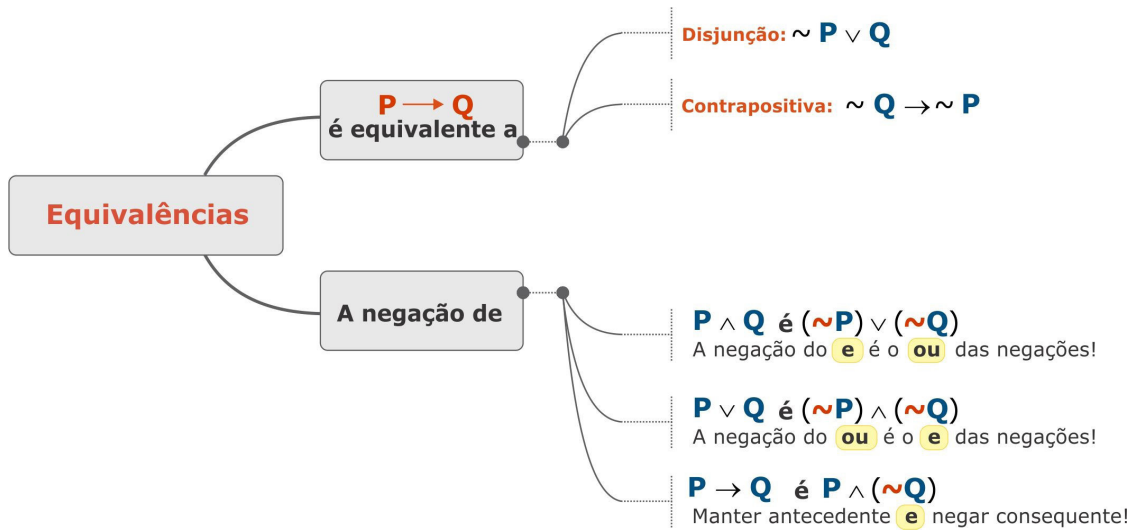 Equivalências
P → Q
é equivalente a
Disjunção: ~ P ∨ Q
Contrapositiva: ~ Q → ~ P
A negação de
P ∧ Q é (~P) ∨ (~Q)
A negação do e é o ou das negações!
P ∨ Q é (~P) ∧ (~Q)
A negação do ou é o e das negações!
P → Q é P ∧ (~Q)
Manter antecedente e negar consequente!